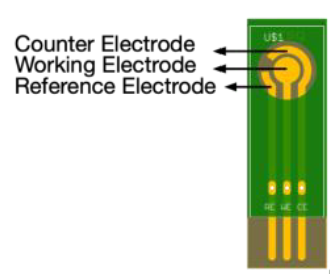 U$1
Counter Electrode
Working Electrode
Reference Electrode
RE WE CE